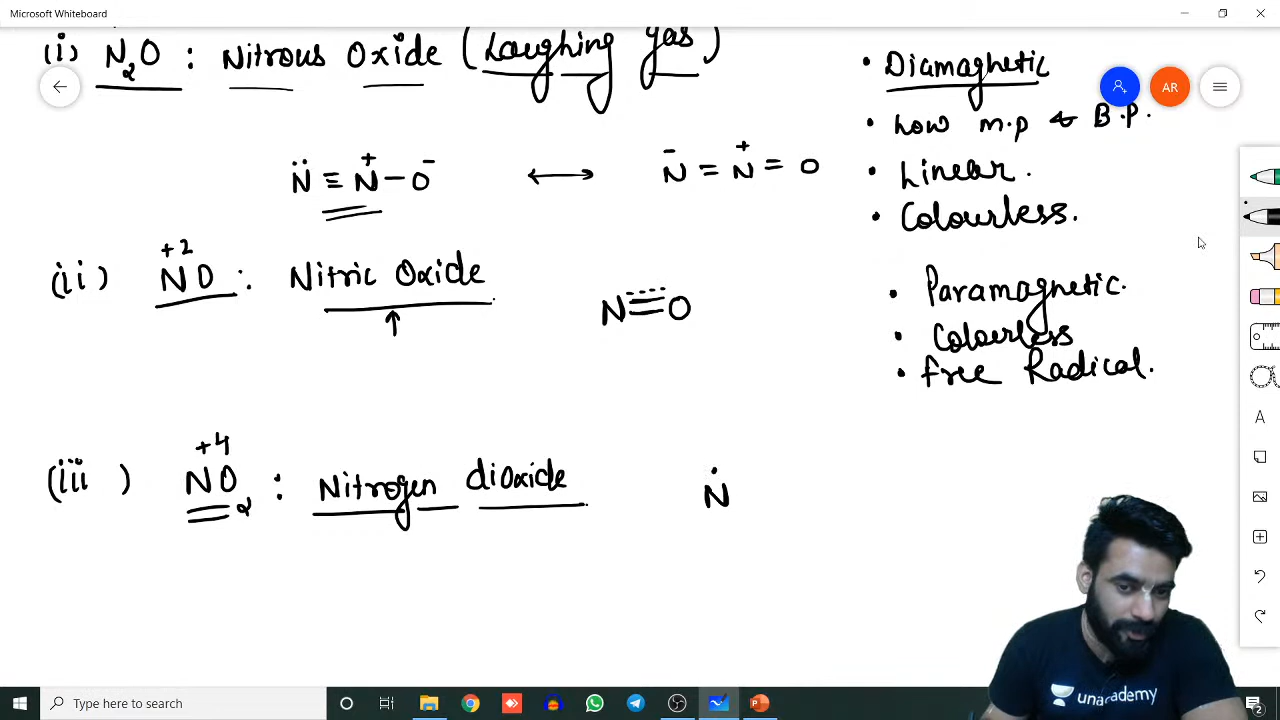 Microsoft Whiteboard
(i) N2O : Nitrous Oxide (Laughing gas)
N̈ ≡ N⁺ – O⁻ ⟷ N⁻ = N⁺ = O
• Diamagnetic
• Low m.p & B.P.
• Linear.
• Colourless.
(ii) +2
NO : Nitric Oxide
N ═ O
• Paramagnetic.
• Colourless
• free Radical.
(iii) +4
NO2 : Nitrogen dioxide
Ṅ
AR
A
unacademy
Type here to search
2